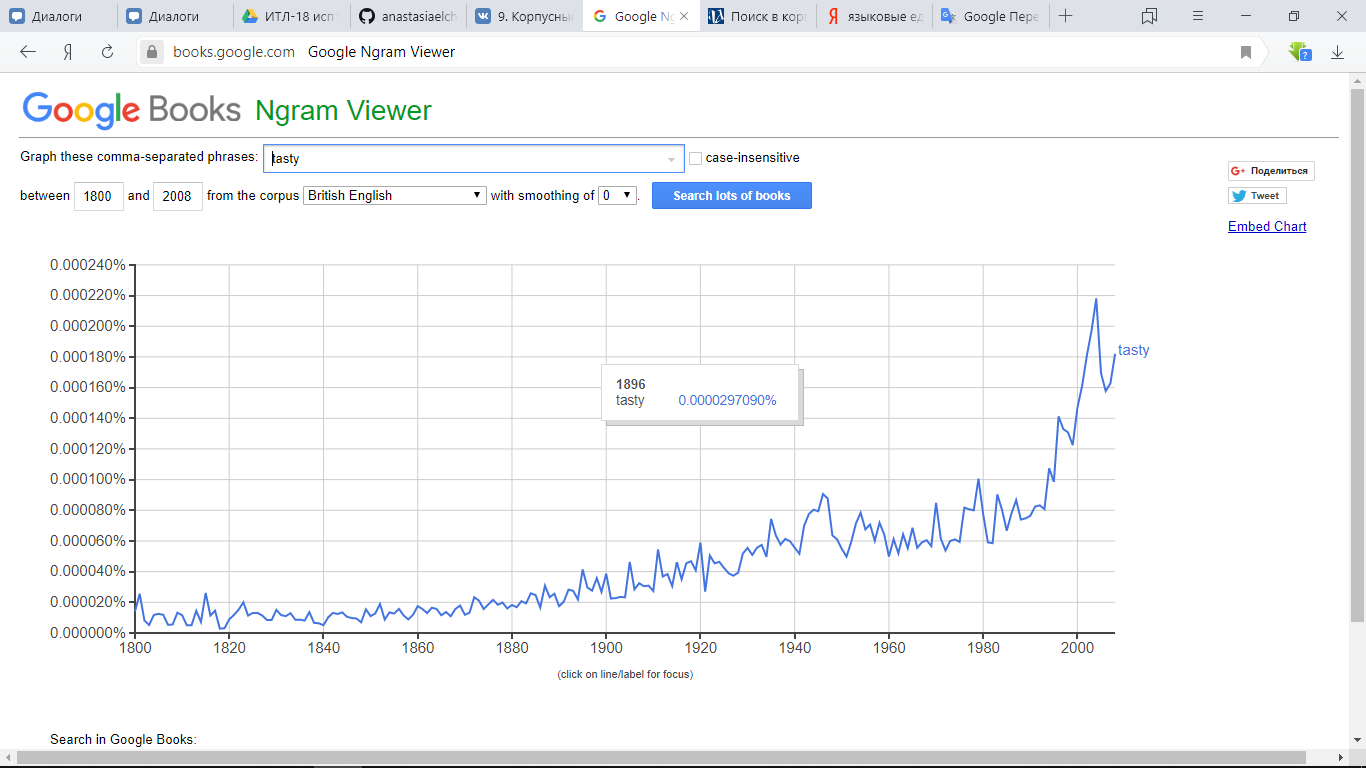 Диалоги Диалоги ИТЛ-18 исп anastasiaelch 9. Корпусны Google Ng Поиск в кор языковые ед Google Пере
books.google.com Google Ngram Viewer
Google Books Ngram Viewer
Graph these comma-separated phrases: tasty case-insensitive
between 1800 and 2008 from the corpus British English with smoothing of 0 . Search lots of books
G+ Поделиться
Tweet
Embed Chart
0.000240%
0.000220%
0.000200%
0.000180%
0.000160%
0.000140%
0.000120%
0.000100%
0.000080%
0.000060%
0.000040%
0.000020%
0.000000%
tasty
1896
tasty 0.0000297090%
1800 1820 1840 1860 1880 1900 1920 1940 1960 1980 2000
(click on line/label for focus)
Search in Google Books: